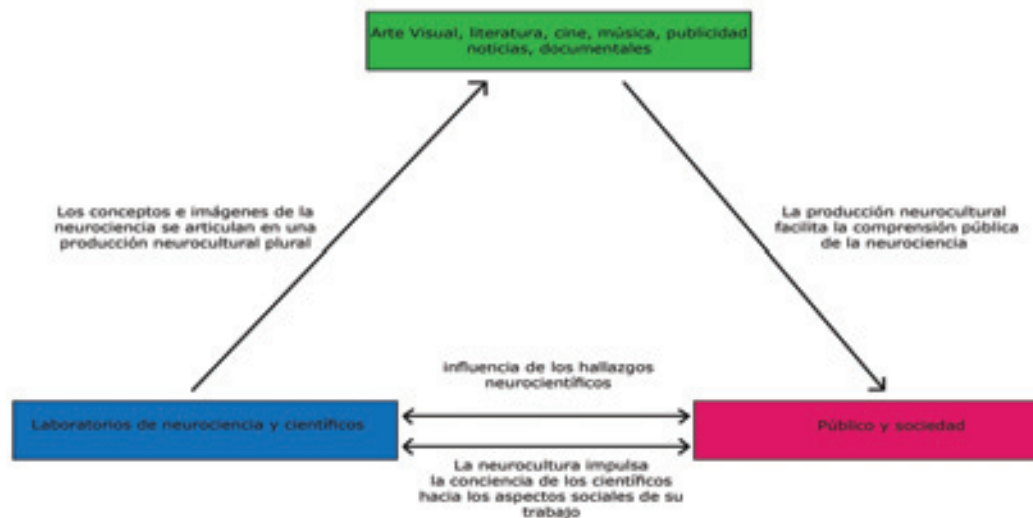 Arte Visual, literatura, cine, música, publicidad
noticias, documentales
Los conceptos e imágenes de la
neurociencia se articulan en una
producción neurocultural plural
La producción neurocultural
facilita la comprensión pública
de la neurociencia
influencia de los hallazgos
neurocientíficos
Laboratorios de neurociencia y científicos
Público y sociedad
La neurocultura impulsa
la conciencia de los científicos
hacia los aspectos sociales de su
trabajo